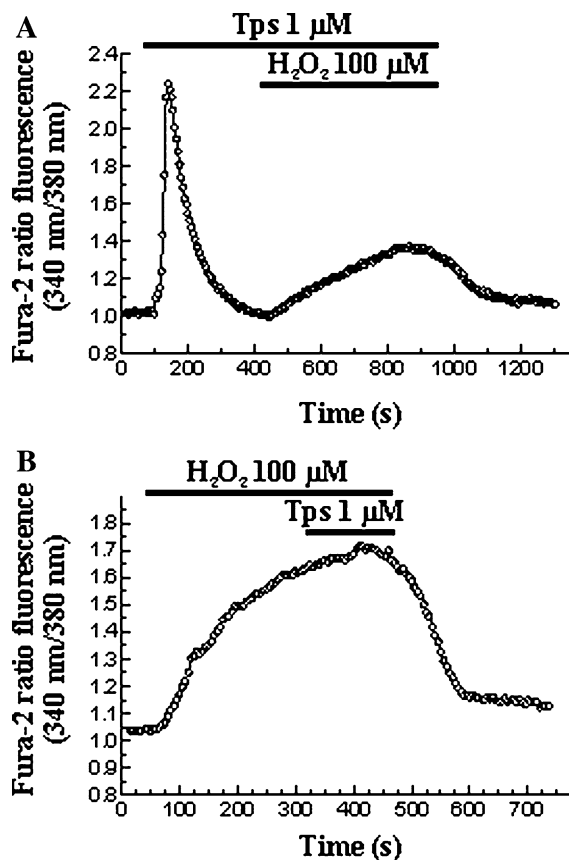 A
Tps 1 μM
H₂O₂ 100 μM
Fura-2 ratio fluorescence
(340 nm/380 nm)
2.4
2.2
2.0
1.8
1.6
1.4
1.2
1.0
0.8
0 200 400 600 800 1000 1200
Time (s)
B
H₂O₂ 100 μM
Tps 1 μM
Fura-2 ratio fluorescence
(340 nm/380 nm)
1.8
1.7
1.6
1.5
1.4
1.3
1.2
1.1
1.0
0.9
0.8
0 100 200 300 400 500 600 700
Time (s)